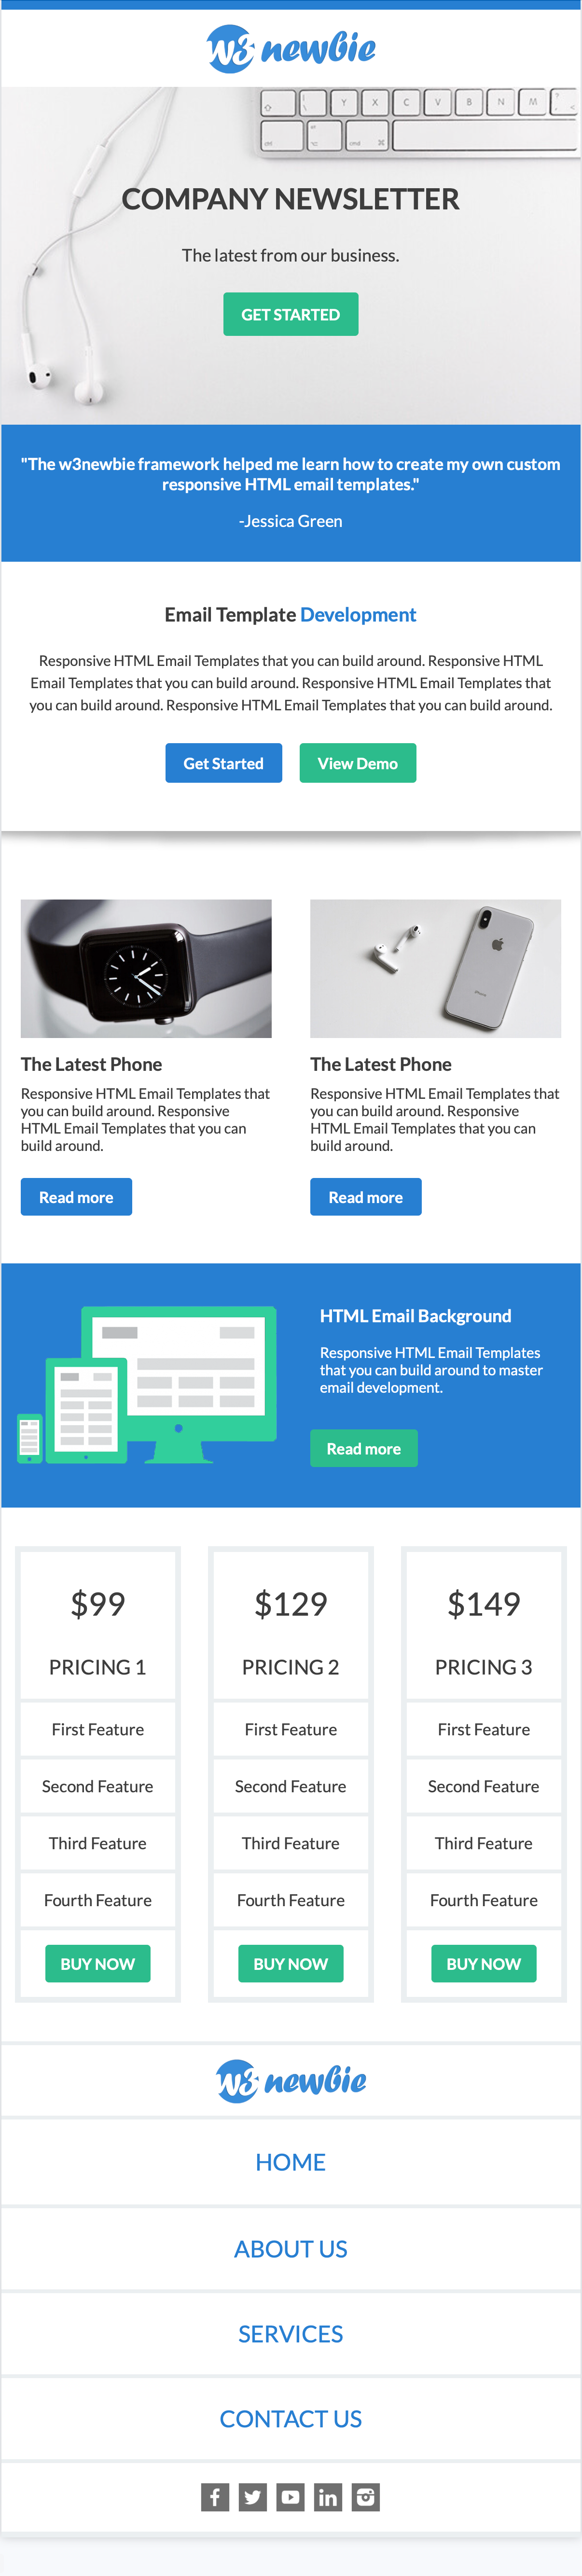 w3 newbie
Y X C V B N M <
ctrl alt cmd
COMPANY NEWSLETTER
The latest from our business.
GET STARTED
"The w3newbie framework helped me learn how to create my own custom
responsive HTML email templates."
-Jessica Green
Email Template Development
Responsive HTML Email Templates that you can build around. Responsive HTML
Email Templates that you can build around. Responsive HTML Email Templates that
you can build around. Responsive HTML Email Templates that you can build around.
Get Started View Demo
The Latest Phone
Responsive HTML Email Templates that
you can build around. Responsive
HTML Email Templates that you can
build around.
Read more
iPhone
The Latest Phone
Responsive HTML Email Templates that
you can build around. Responsive
HTML Email Templates that you can
build around.
Read more
HTML Email Background
Responsive HTML Email Templates
that you can build around to master
email development.
Read more
$99
PRICING 1
First Feature
Second Feature
Third Feature
Fourth Feature
BUY NOW
$129
PRICING 2
First Feature
Second Feature
Third Feature
Fourth Feature
BUY NOW
$149
PRICING 3
First Feature
Second Feature
Third Feature
Fourth Feature
BUY NOW
w3 newbie
HOME
ABOUT US
SERVICES
CONTACT US